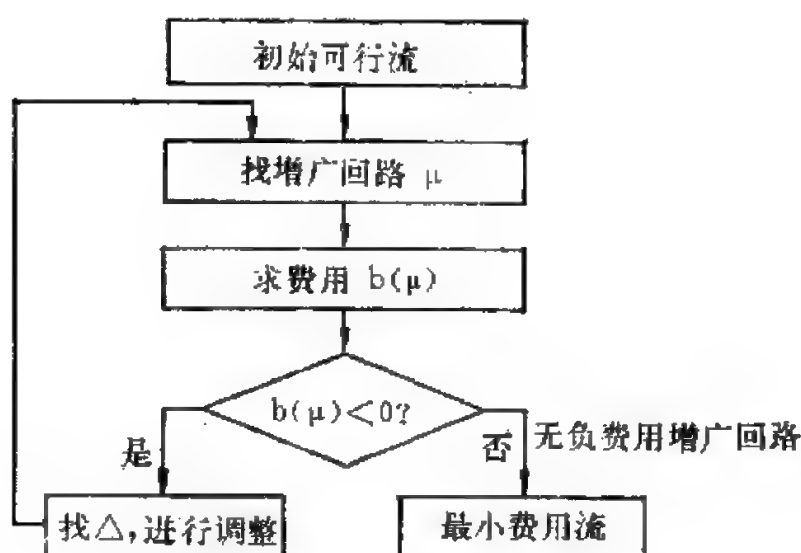 初始可行流
找增广回路 μ
求费用 b(μ)
b(μ)<0?
是
否
无负费用增广回路
找△,进行调整
最小费用流